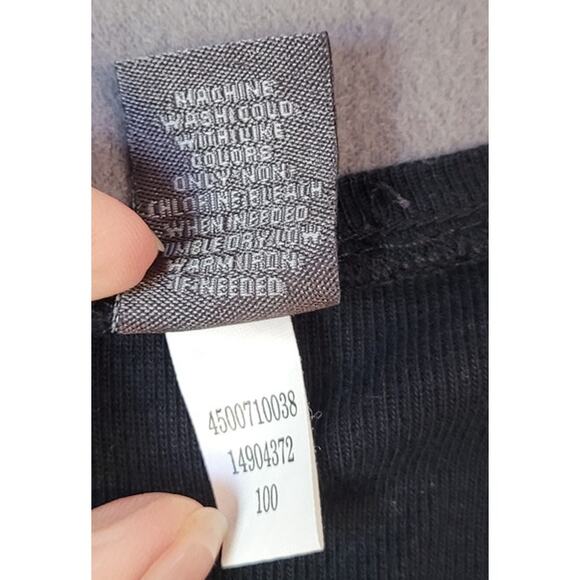 MACHINE
WASH COLD
WITH LIKE
COLORS
ONLY NON-
CHLORINE BLEACH
WHEN NEEDED
TUMBLE DRY LOW
WARM IRON
IF NEEDED
4500710038
14904372
100